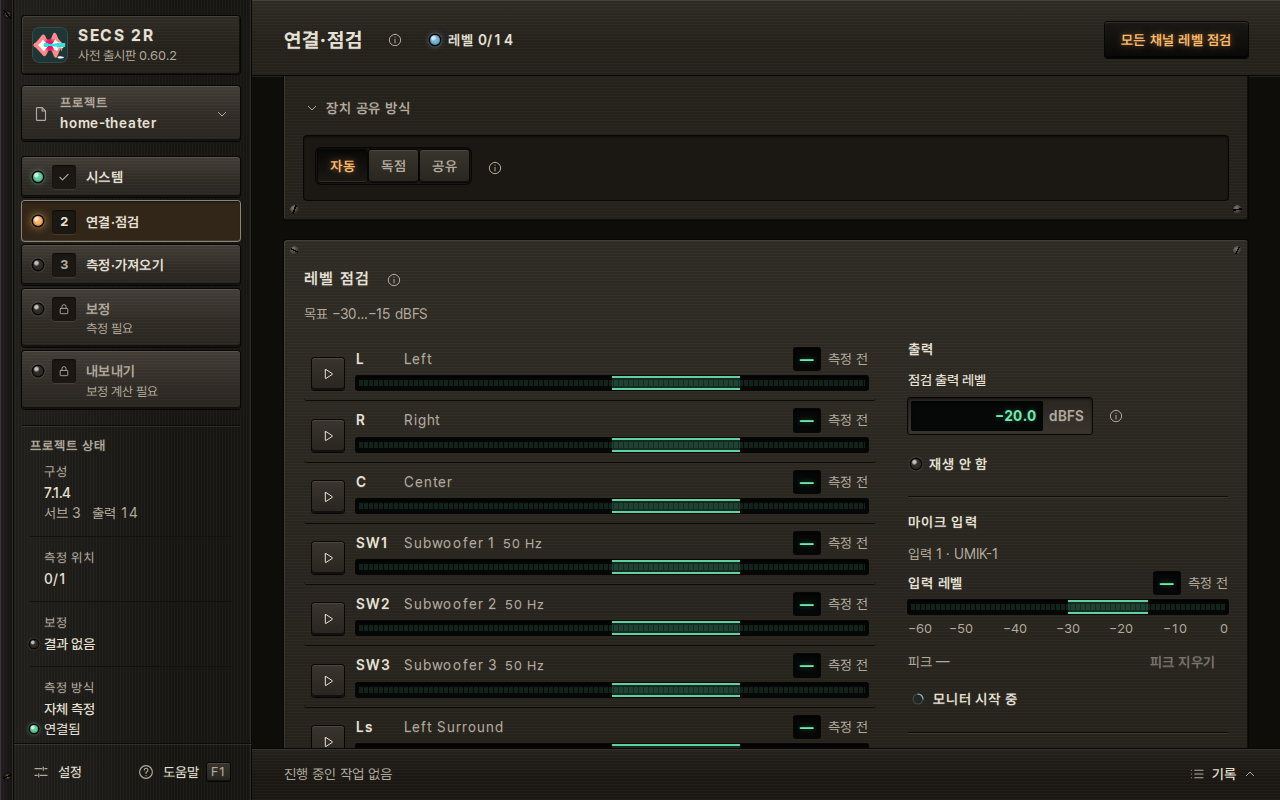 SECS 2R
사전 출시판 0.60.2
프로젝트
home-theater
시스템
2 연결·점검
3 측정·가져오기
보정
측정 필요
내보내기
보정 계산 필요
프로젝트 상태
구성
7.1.4
서브 3 출력 14
측정 위치
0/1
보정
결과 없음
측정 방식
자체 측정
연결됨
설정
도움말 F1
연결·점검
레벨 0/14
모든 채널 레벨 점검
장치 공유 방식
자동 독점 공유
레벨 점검
목표 −30…−15 dBFS
L Left — 측정 전
R Right — 측정 전
C Center — 측정 전
SW1 Subwoofer 1 50 Hz — 측정 전
SW2 Subwoofer 2 50 Hz — 측정 전
SW3 Subwoofer 3 50 Hz — 측정 전
Ls Left Surround — 측정 전
출력
점검 출력 레벨
−20.0 dBFS
재생 안 함
마이크 입력
입력 1 · UMIK-1
입력 레벨 — 측정 전
−60 −50 −40 −30 −20 −10 0
피크 — 피크 지우기
모니터 시작 중
진행 중인 작업 없음
기록